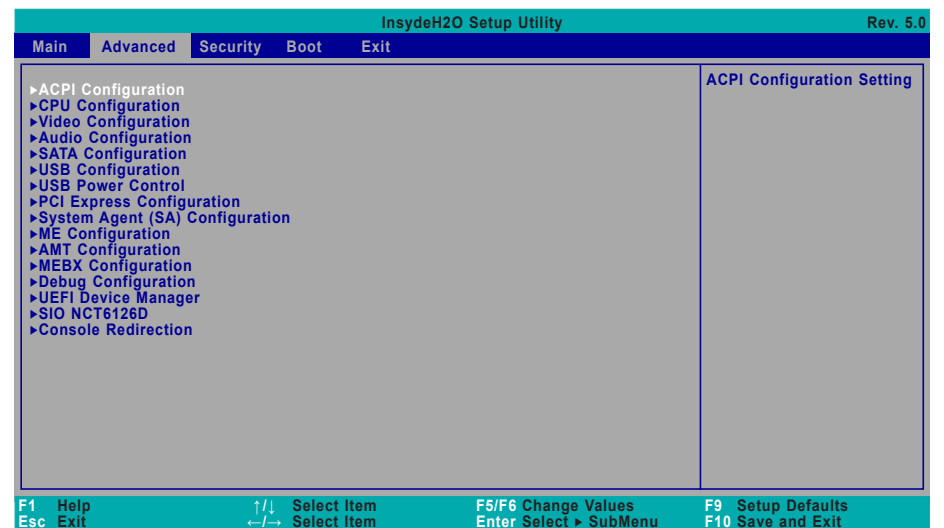 InsydeH2O Setup Utility Rev. 5.0
Main Advanced Security Boot Exit
▸ACPI Configuration
▸CPU Configuration
▸Video Configuration
▸Audio Configuration
▸SATA Configuration
▸USB Configuration
▸USB Power Control
▸PCI Express Configuration
▸System Agent (SA) Configuration
▸ME Configuration
▸AMT Configuration
▸MEBX Configuration
▸Debug Configuration
▸UEFI Device Manager
▸SIO NCT6126D
▸Console Redirection
ACPI Configuration Setting
F1 Help ↑/↓ Select Item F5/F6 Change Values F9 Setup Defaults
Esc Exit ←/→ Select Item Enter Select ▸ SubMenu F10 Save and Exit